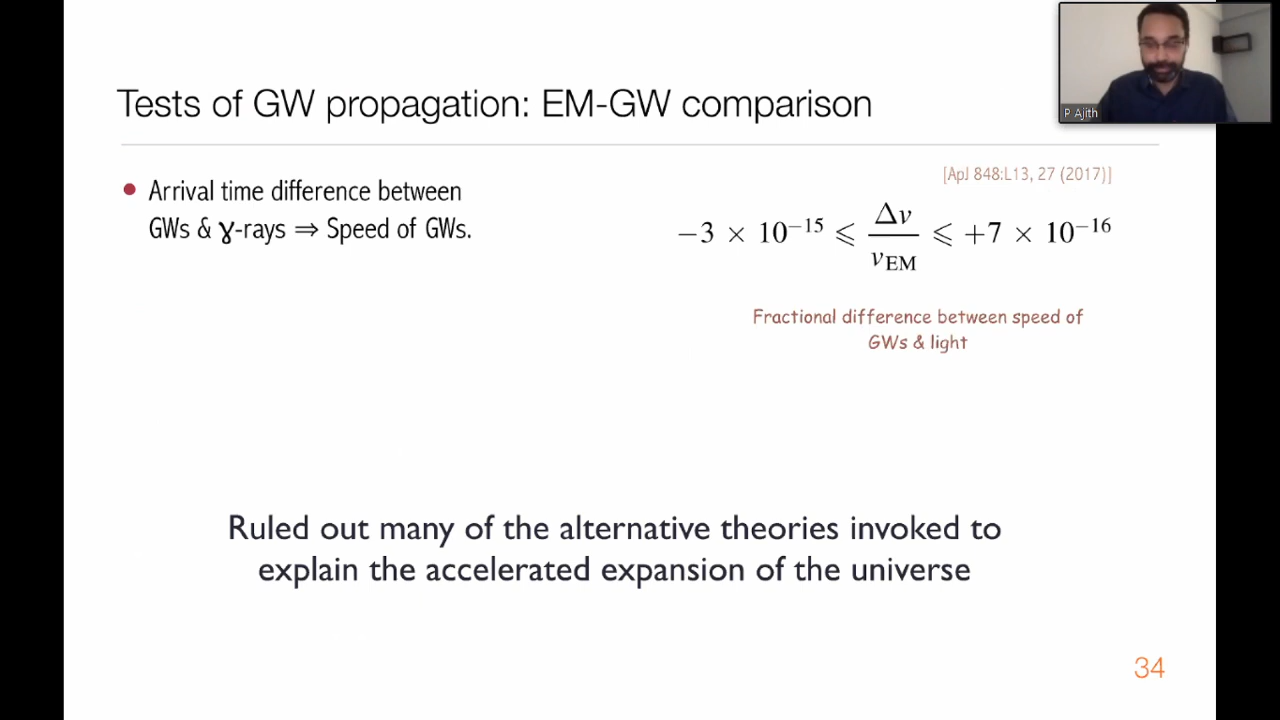 Tests of GW propagation: EM-GW comparison
P Ajith
[ApJ 848:L13, 27 (2017)]
• Arrival time difference between
GWs & γ-rays ⇒ Speed of GWs.
−3 × 10⁻¹⁵ ⩽ Δv / v_EM ⩽ +7 × 10⁻¹⁶
Fractional difference between speed of
GWs & light
Ruled out many of the alternative theories invoked to
explain the accelerated expansion of the universe
34